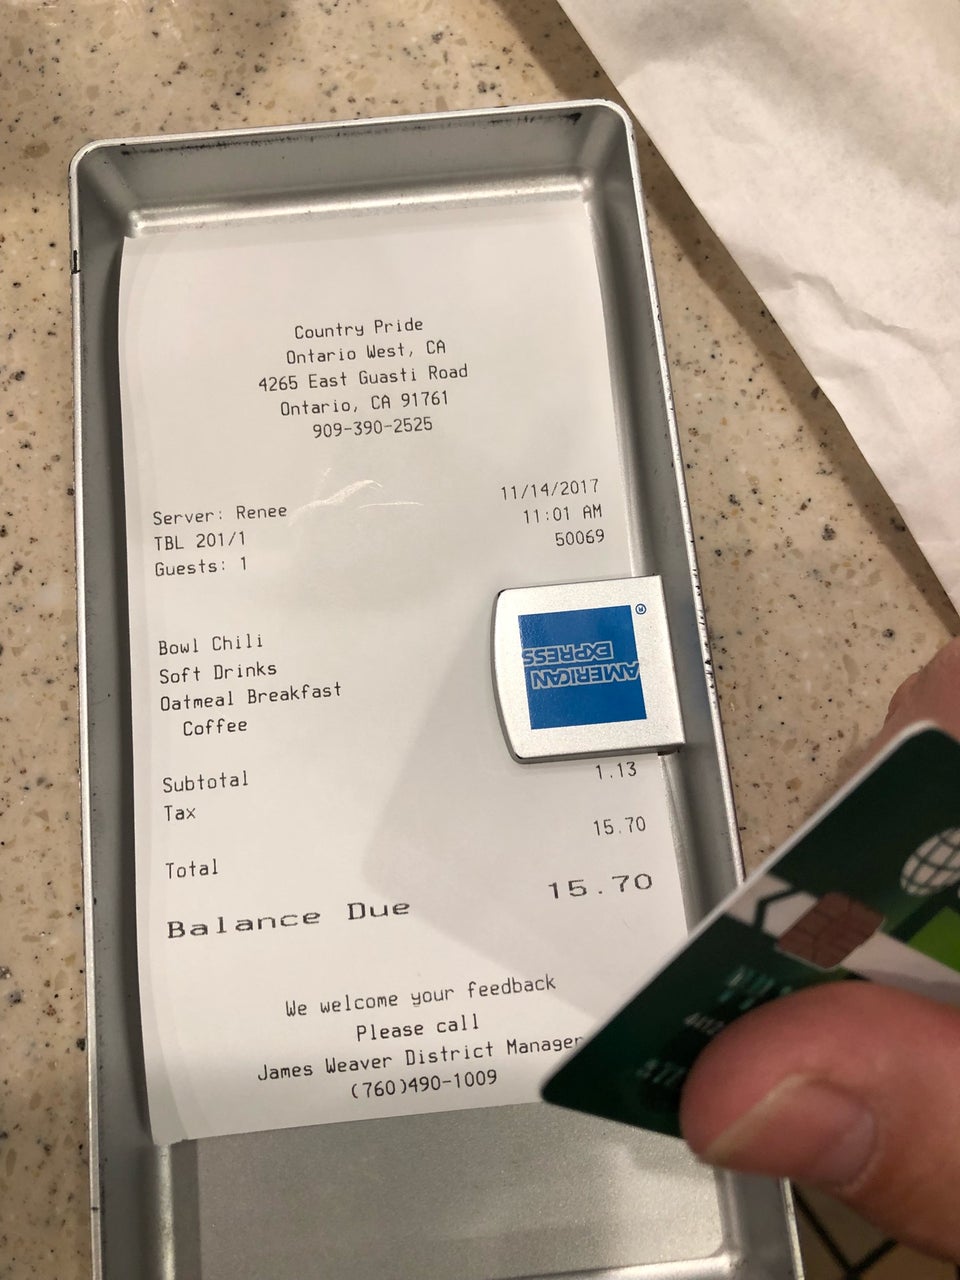 Country Pride
Ontario West, CA
4265 East Guasti Road
Ontario, CA 91761
909-390-2525
Server: Renee 11/14/2017
TBL 201/1 11:01 AM
Guests: 1 50069
Bowl Chili
Soft Drinks
Oatmeal Breakfast
Coffee
AMERICAN
EXPRESS
®
Subtotal
Tax 1.13
Total 15.70
Balance Due 15.70
We welcome your feedback
Please call
James Weaver District Manager
(760)490-1009